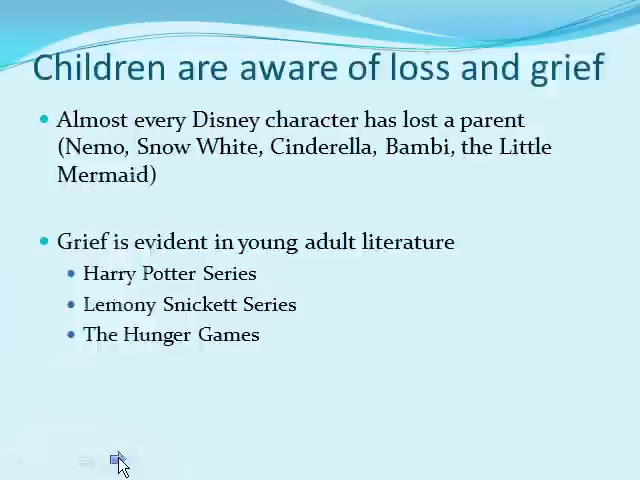 Children are aware of loss and grief
Almost every Disney character has lost a parent
(Nemo, Snow White, Cinderella, Bambi, the Little
Mermaid)
Grief is evident in young adult literature
Harry Potter Series
Lemony Snickett Series
The Hunger Games